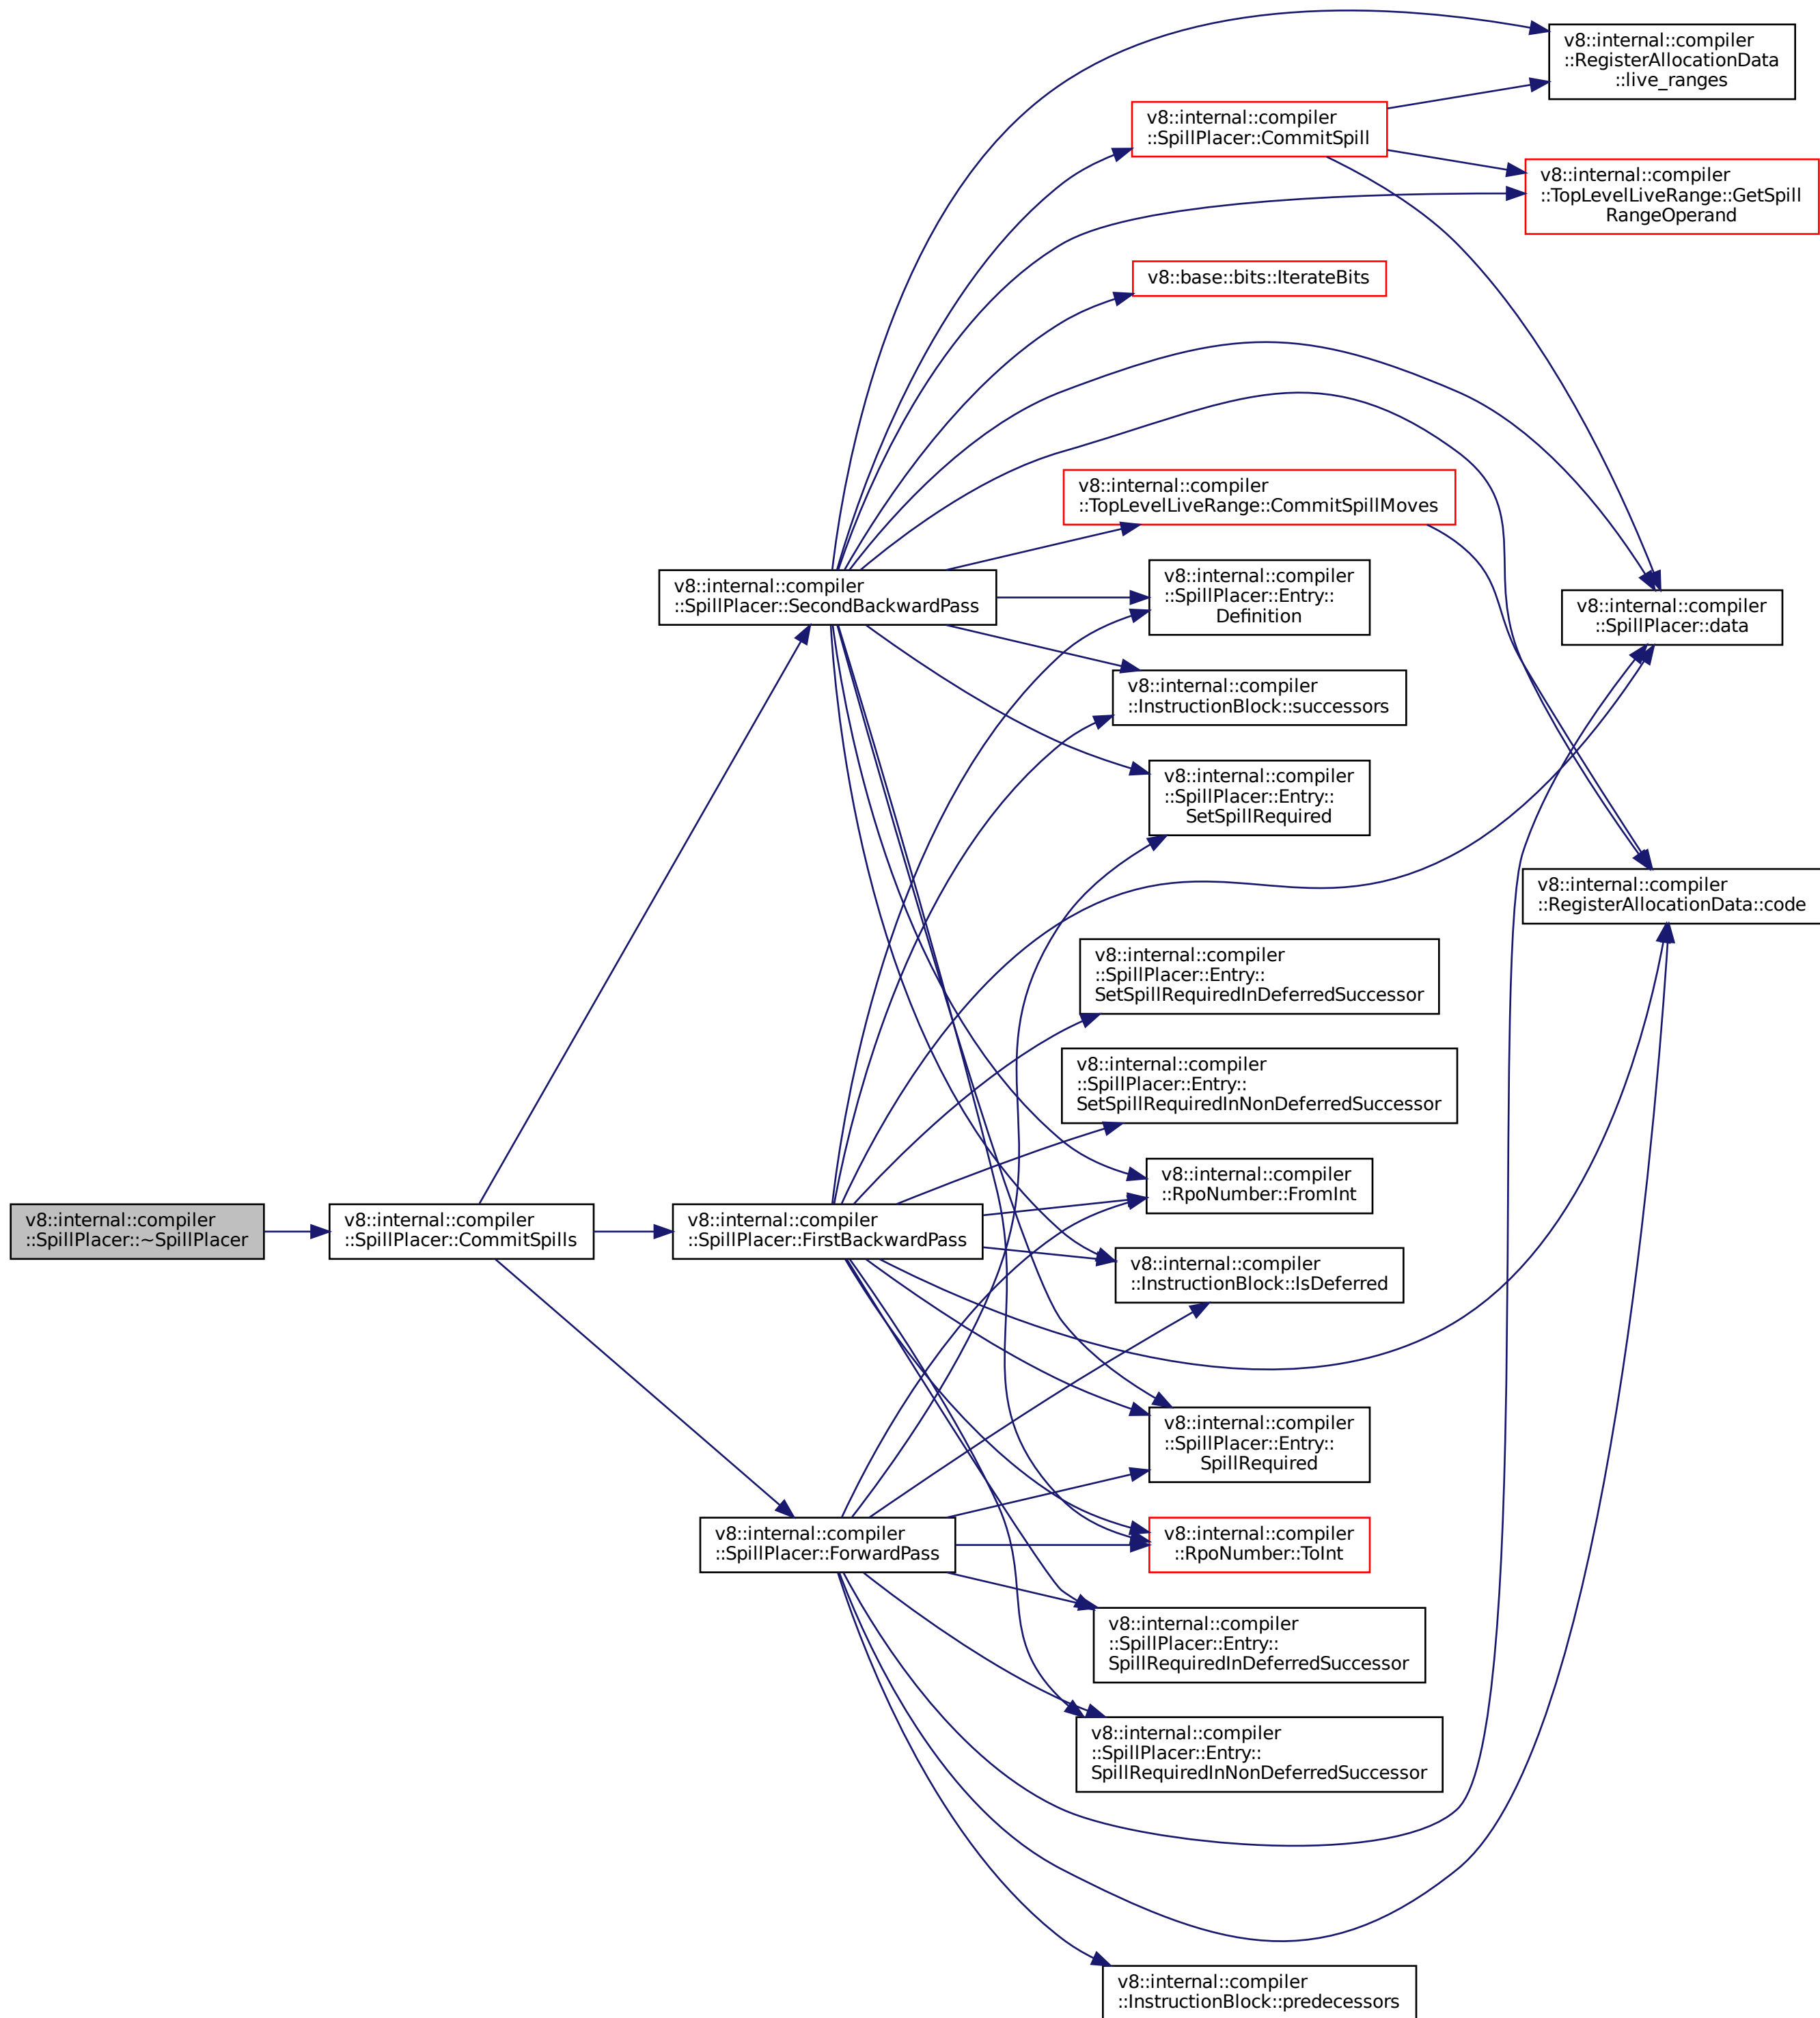 v8::internal::compiler
::RegisterAllocationData
::live_ranges
v8::internal::compiler
::SpillPlacer::CommitSpill
v8::internal::compiler
::TopLevelLiveRange::GetSpill
RangeOperand
v8::base::bits::IterateBits
v8::internal::compiler
::TopLevelLiveRange::CommitSpillMoves
v8::internal::compiler
::SpillPlacer::SecondBackwardPass
v8::internal::compiler
::SpillPlacer::Entry::
Definition
v8::internal::compiler
::SpillPlacer::data
v8::internal::compiler
::InstructionBlock::successors
v8::internal::compiler
::SpillPlacer::Entry::
SetSpillRequired
v8::internal::compiler
::RegisterAllocationData::code
v8::internal::compiler
::SpillPlacer::Entry::
SetSpillRequiredInDeferredSuccessor
v8::internal::compiler
::SpillPlacer::Entry::
SetSpillRequiredInNonDeferredSuccessor
v8::internal::compiler
::RpoNumber::FromInt
v8::internal::compiler
::SpillPlacer::~SpillPlacer
v8::internal::compiler
::SpillPlacer::CommitSpills
v8::internal::compiler
::SpillPlacer::FirstBackwardPass
v8::internal::compiler
::InstructionBlock::IsDeferred
v8::internal::compiler
::SpillPlacer::Entry::
SpillRequired
v8::internal::compiler
::SpillPlacer::ForwardPass
v8::internal::compiler
::RpoNumber::ToInt
v8::internal::compiler
::SpillPlacer::Entry::
SpillRequiredInDeferredSuccessor
v8::internal::compiler
::SpillPlacer::Entry::
SpillRequiredInNonDeferredSuccessor
v8::internal::compiler
::InstructionBlock::predecessors